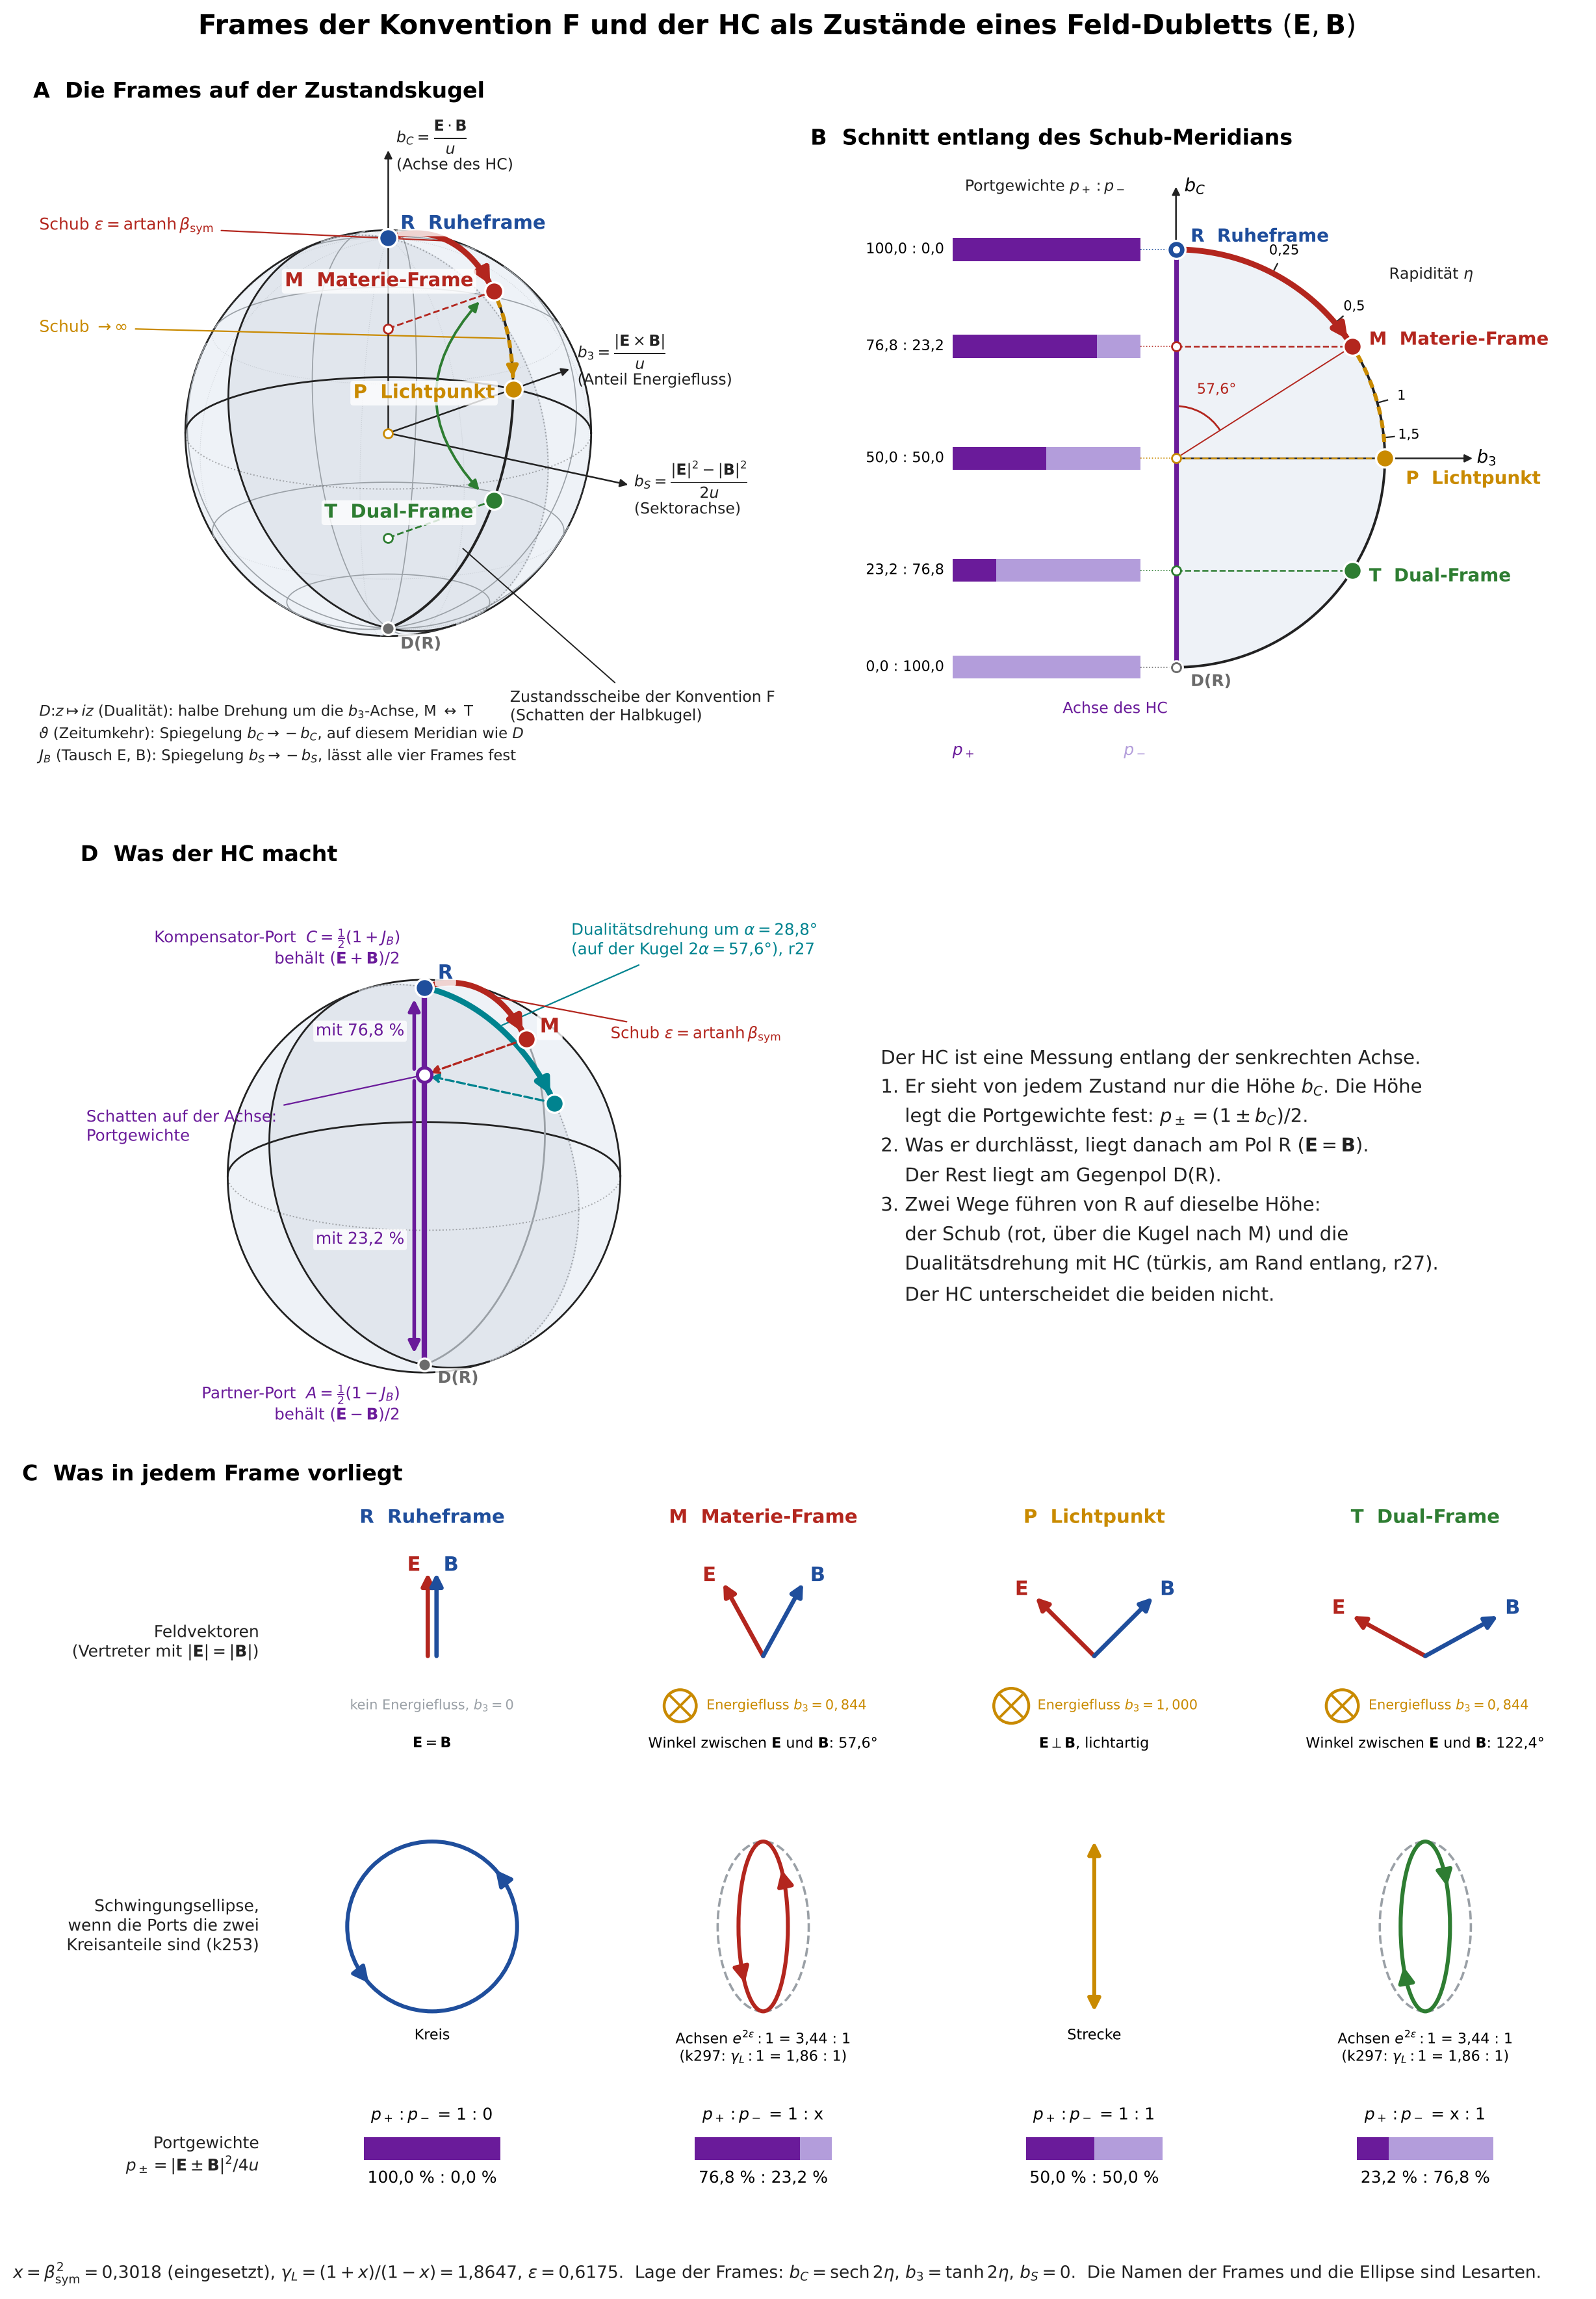 Frames der Konvention F und der HC als Zustände eines Feld-Dubletts (E, B)
A Die Frames auf der Zustandskugel
b_C = E · B / u
(Achse des HC)
Schub ε = artanh β_sym
R Ruheframe
M Materie-Frame
Schub → ∞
b_3 = |E × B| / u
(Anteil Energiefluss)
P Lichtpunkt
b_S = |E|² − |B|² / 2u
(Sektorachse)
T Dual-Frame
D(R)
Zustandsscheibe der Konvention F
(Schatten der Halbkugel)
D: z ↦ iz (Dualität): halbe Drehung um die b_3-Achse, M ↔ T
ϑ (Zeitumkehr): Spiegelung b_C → − b_C, auf diesem Meridian wie D
J_B (Tausch E, B): Spiegelung b_S → − b_S, lässt alle vier Frames fest
B Schnitt entlang des Schub-Meridians
Portgewichte p_+ : p_−
b_C
R Ruheframe
100,0 : 0,0
0,25
Rapidität η
0,5
M Materie-Frame
76,8 : 23,2
57,6°
1
1,5
50,0 : 50,0
b_3
P Lichtpunkt
23,2 : 76,8
T Dual-Frame
0,0 : 100,0
D(R)
Achse des HC
p_+
p_−
D Was der HC macht
Kompensator-Port C = ½(1 + J_B)
behält (E + B)/2
Dualitätsdrehung um α = 28,8°
(auf der Kugel 2α = 57,6°), r27
R
mit 76,8 %
M
Schub ε = artanh β_sym
Schatten auf der Achse:
Portgewichte
mit 23,2 %
D(R)
Partner-Port A = ½(1 − J_B)
behält (E − B)/2
Der HC ist eine Messung entlang der senkrechten Achse.
1. Er sieht von jedem Zustand nur die Höhe b_C. Die Höhe
legt die Portgewichte fest: p_± = (1 ± b_C)/2.
2. Was er durchlässt, liegt danach am Pol R (E = B).
Der Rest liegt am Gegenpol D(R).
3. Zwei Wege führen von R auf dieselbe Höhe:
der Schub (rot, über die Kugel nach M) und die
Dualitätsdrehung mit HC (türkis, am Rand entlang, r27).
Der HC unterscheidet die beiden nicht.
C Was in jedem Frame vorliegt
R Ruheframe
M Materie-Frame
P Lichtpunkt
T Dual-Frame
E B
E B
E B
E B
Feldvektoren
(Vertreter mit |E| = |B|)
kein Energiefluss, b_3 = 0
Energiefluss b_3 = 0, 844
Energiefluss b_3 = 1, 000
Energiefluss b_3 = 0, 844
E = B
Winkel zwischen E und B: 57,6°
E ⊥ B, lichtartig
Winkel zwischen E und B: 122,4°
Schwingungsellipse,
wenn die Ports die zwei
Kreisanteile sind (k253)
Kreis
Achsen e^{2ε} : 1 = 3,44 : 1
(k297: γ_L : 1 = 1,86 : 1)
Strecke
Achsen e^{2ε} : 1 = 3,44 : 1
(k297: γ_L : 1 = 1,86 : 1)
Portgewichte
p_± = |E ± B|²/4u
p_+ : p_− = 1 : 0
p_+ : p_− = 1 : x
p_+ : p_− = 1 : 1
p_+ : p_− = x : 1
100,0 % : 0,0 %
76,8 % : 23,2 %
50,0 % : 50,0 %
23,2 % : 76,8 %
x = β²_sym = 0,3018 (eingesetzt), γ_L = (1 + x)/(1 − x) = 1,8647, ε = 0,6175. Lage der Frames: b_C = sech 2η, b_3 = tanh 2η, b_S = 0. Die Namen der Frames und die Ellipse sind Lesarten.